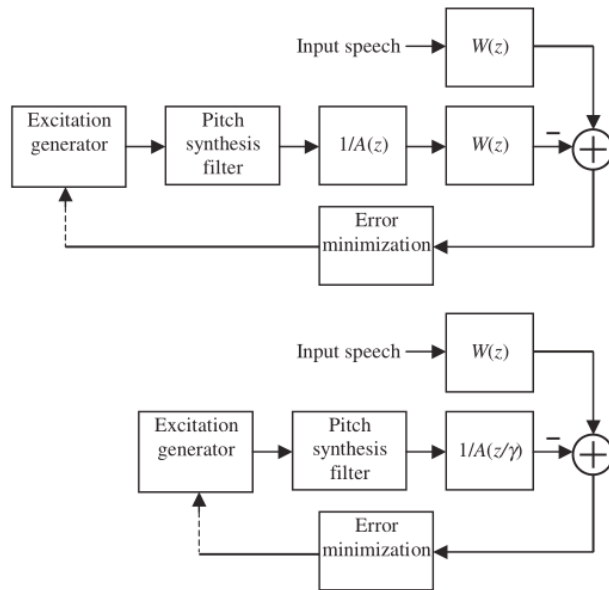 Input speech
W(z)
Excitation
generator
Pitch
synthesis
filter
1/A(z)
W(z)
−
+
Error
minimization
Input speech
W(z)
Excitation
generator
Pitch
synthesis
filter
1/A(z/γ)
−
+
Error
minimization